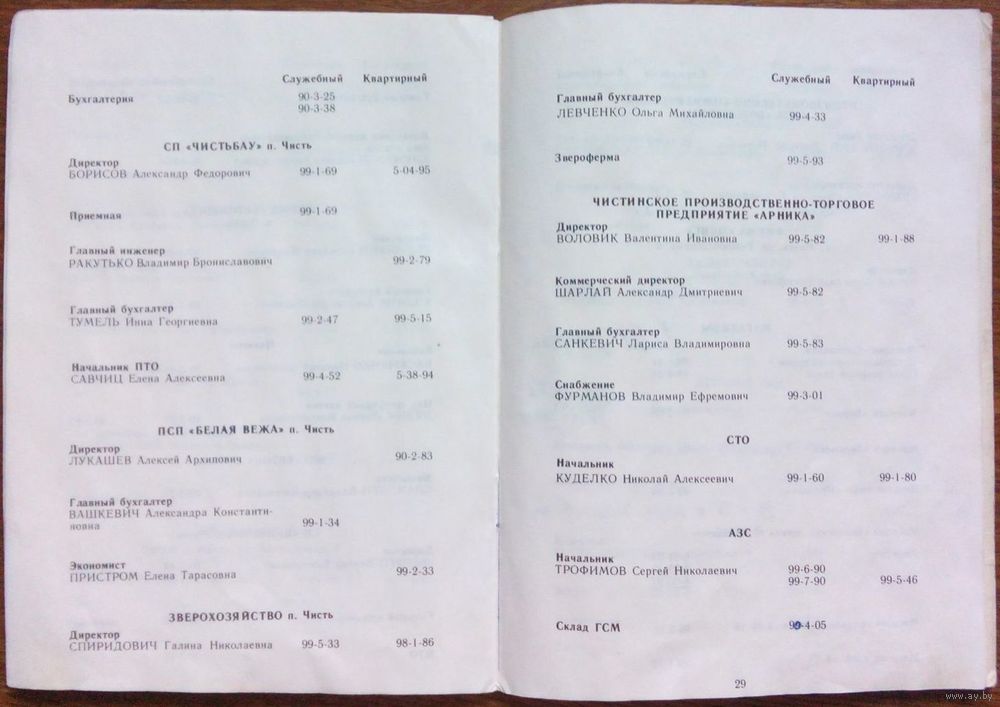 Служебный Квартирный
Бухгалтерия 90-3-25
90-3-38
СП «ЧИСТЬБАУ» п. Чисть
Директор
БОРИСОВ Александр Федорович 99-1-69 5-04-95
Приемная 99-1-69
Главный инженер
РАКУТЬКО Владимир Брониславович 99-2-79
Главный бухгалтер
ТУМЕЛЬ Инна Георгиевна 99-2-47 99-5-15
Начальник ПТО
САВЧИЦ Елена Алексеевна 99-4-52 5-38-94
ПСП «БЕЛАЯ ВЕЖА» п. Чисть
Директор
ЛУКАШЕВ Алексей Архипович 90-2-83
Главный бухгалтер
ВАШКЕВИЧ Александра Константи-
новна 99-1-34
Экономист
ПРИСТРОМ Елена Тарасовна 99-2-33
ЗВЕРОХОЗЯЙСТВО п. Чисть
Директор
СПИРИДОВИЧ Галина Николаевна 99-5-33 98-1-86
Служебный Квартирный
Главный бухгалтер
ЛЕВЧЕНКО Ольга Михайловна 99-4-33
Звероферма 99-5-93
ЧИСТИНСКОЕ ПРОИЗВОДСТВЕННО-ТОРГОВОЕ
ПРЕДПРИЯТИЕ «АРНИКА»
Директор
ВОЛОВИК Валентина Ивановна 99-5-82 99-1-88
Коммерческий директор
ШАРЛАЙ Александр Дмитриевич 99-5-82
Главный бухгалтер
САНКЕВИЧ Лариса Владимировна 99-5-83
Снабжение
ФУРМАНОВ Владимир Ефремович 99-3-01
СТО
Начальник
КУДЕЛКО Николай Алексеевич 99-1-60 99-1-80
АЗС
Начальник
ТРОФИМОВ Сергей Николаевич 99-6-90
99-7-90 99-5-46
Склад ГСМ 90-4-05
29
www.ay.by